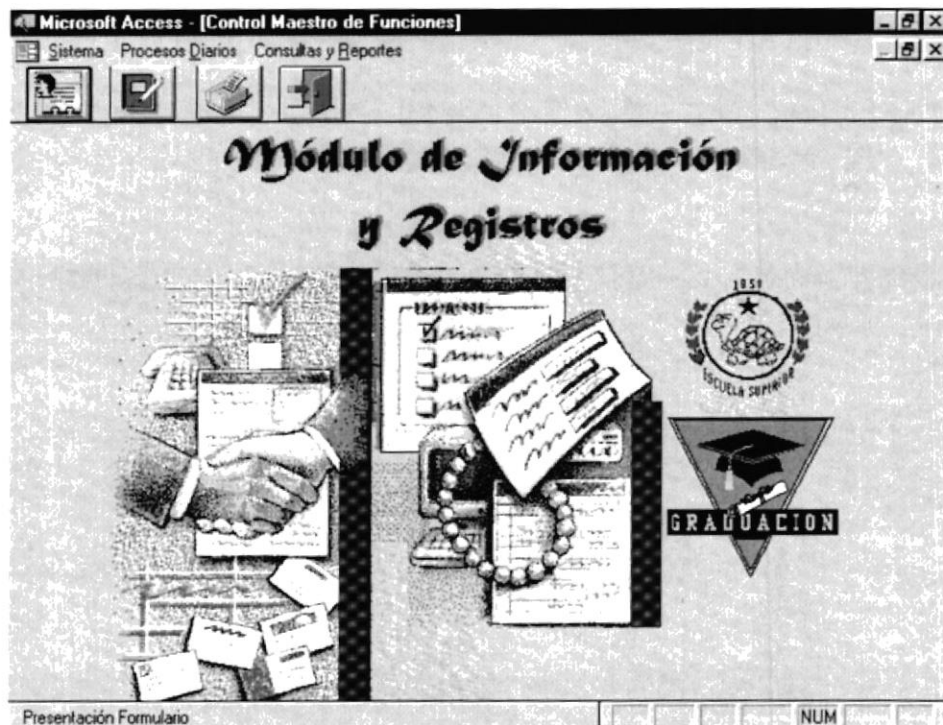 Microsoft Access - [Control Maestro de Funciones]
Sistema Procesos Diarios Consultas y Reportes
Módulo de Información
y Registros
1958
ESCUELA SUPERIOR
GRADUACION
Presentación Formulario
NUM